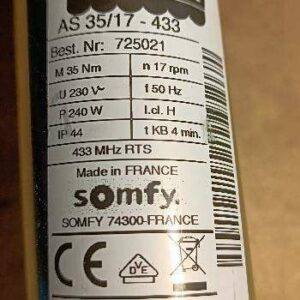 AS 35/17 - 433
Best. Nr: 725021
M 35 Nm n 17 rpm
U 230 V~ f 50 Hz
P 240 W I.cl. H
IP 44 t KB 4 min.
433 MHz RTS
Made in FRANCE
somfy.
SOMFY 74300-FRANCE
CE DVE